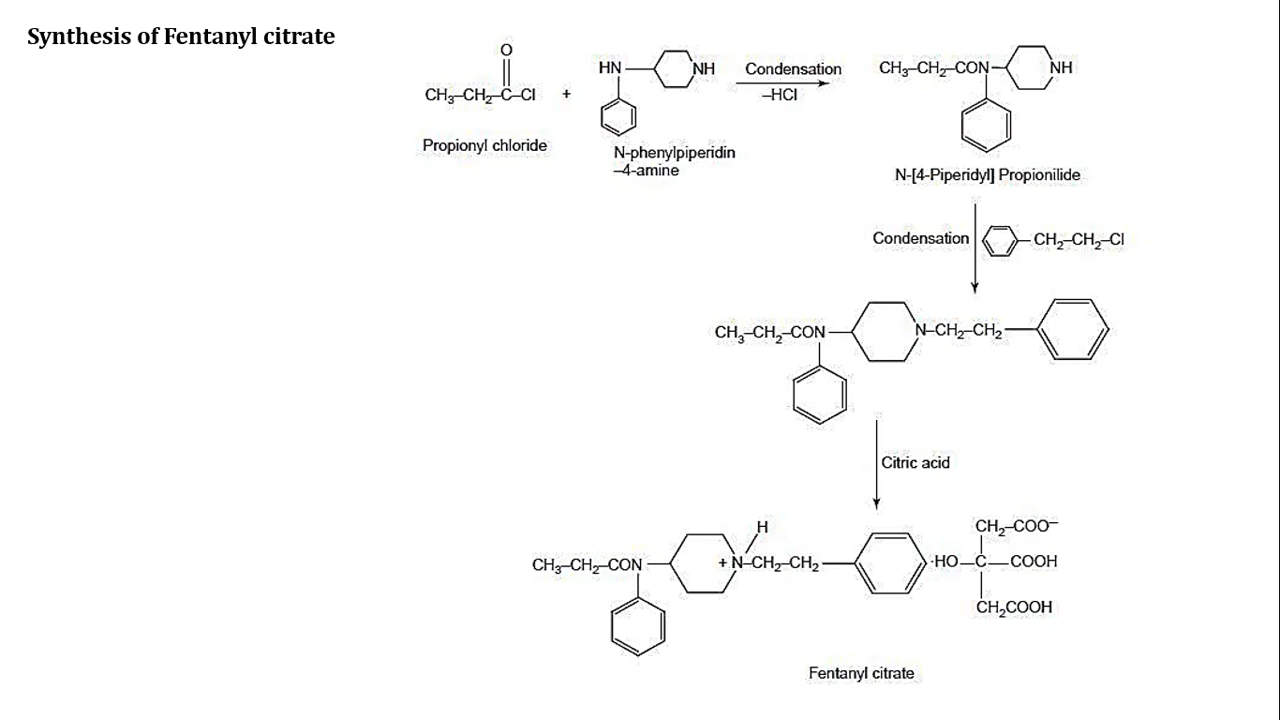 Synthesis of Fentanyl citrate
O
CH₃–CH₂–C–Cl + HN NH Condensation –HCl CH₃–CH₂–CON NH
Propionyl chloride
N-phenylpiperidin
–4-amine
N-[4-Piperidyl] Propionilide
Condensation CH₂–CH₂–Cl
CH₃–CH₂–CON N–CH₂–CH₂
Citric acid
H
CH₂–COO–
CH₃–CH₂–CON +N–CH₂–CH₂ ·HO–C–COOH
CH₂COOH
Fentanyl citrate